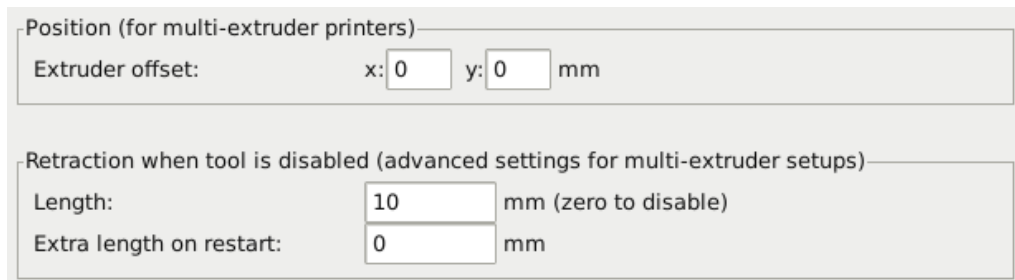 Position (for multi-extruder printers)
Extruder offset: x: 0 y: 0 mm
Retraction when tool is disabled (advanced settings for multi-extruder setups)
Length: 10 mm (zero to disable)
Extra length on restart: 0 mm